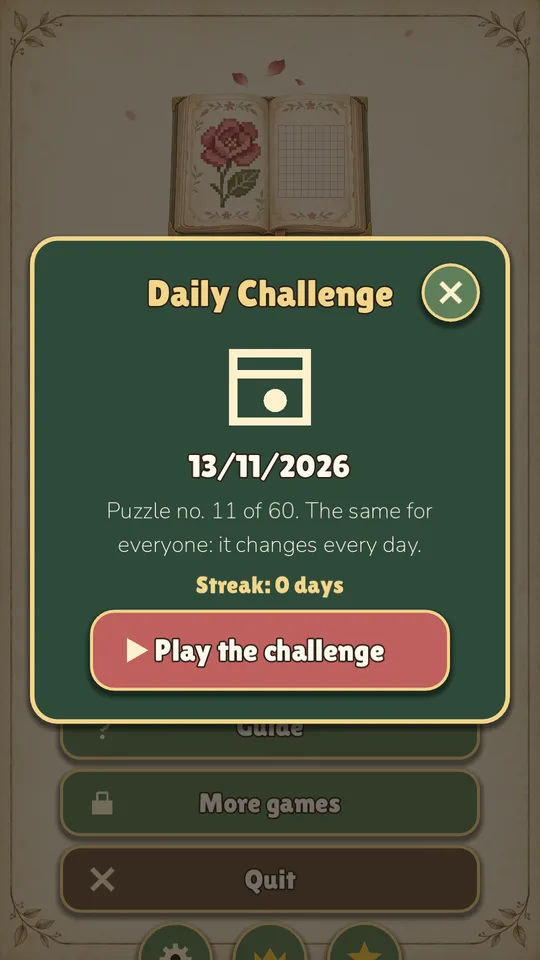 Daily Challenge
13/11/2026
Puzzle no. 11 of 60. The same for
everyone: it changes every day.
Streak: 0 days
Play the challenge
Guide
More games
Quit